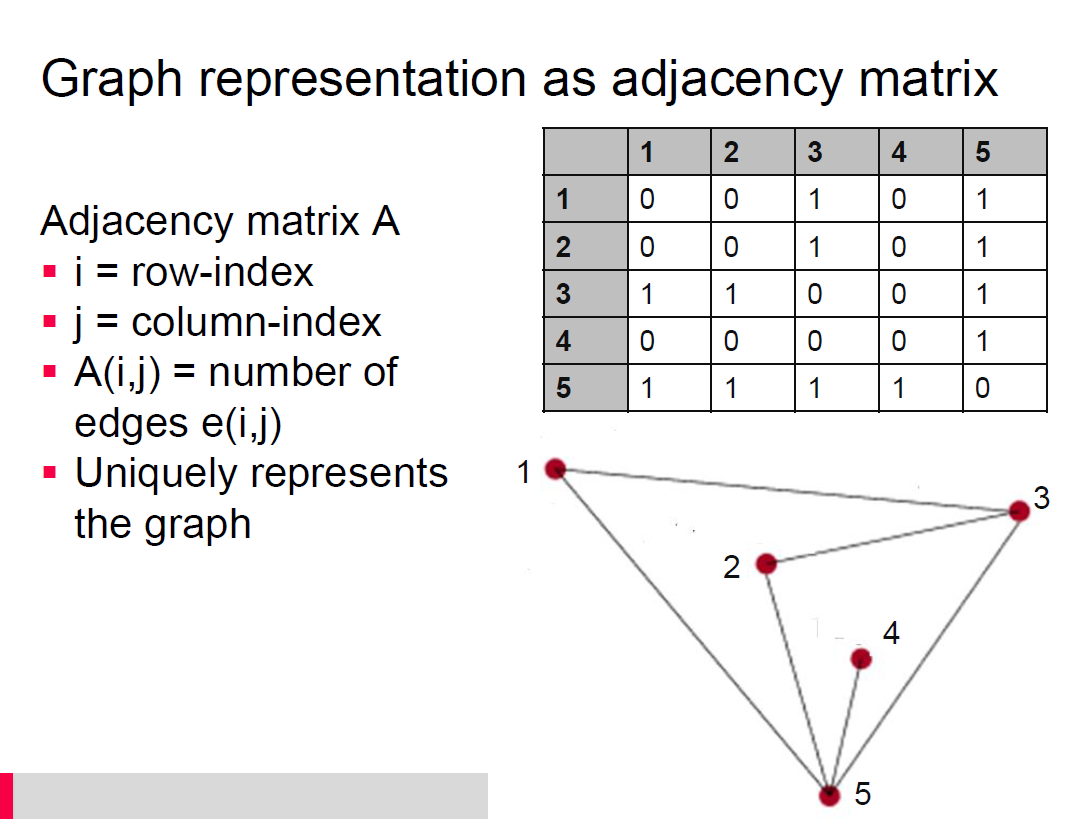 Graph representation as adjacency matrix
Adjacency matrix A
▪ i = row-index
▪ j = column-index
▪ A(i,j) = number of
edges e(i,j)
▪ Uniquely represents
the graph
1 2 3 4 5
1 0 0 1 0 1
2 0 0 1 0 1
3 1 1 0 0 1
4 0 0 0 0 1
5 1 1 1 1 0
1
3
2
4
5